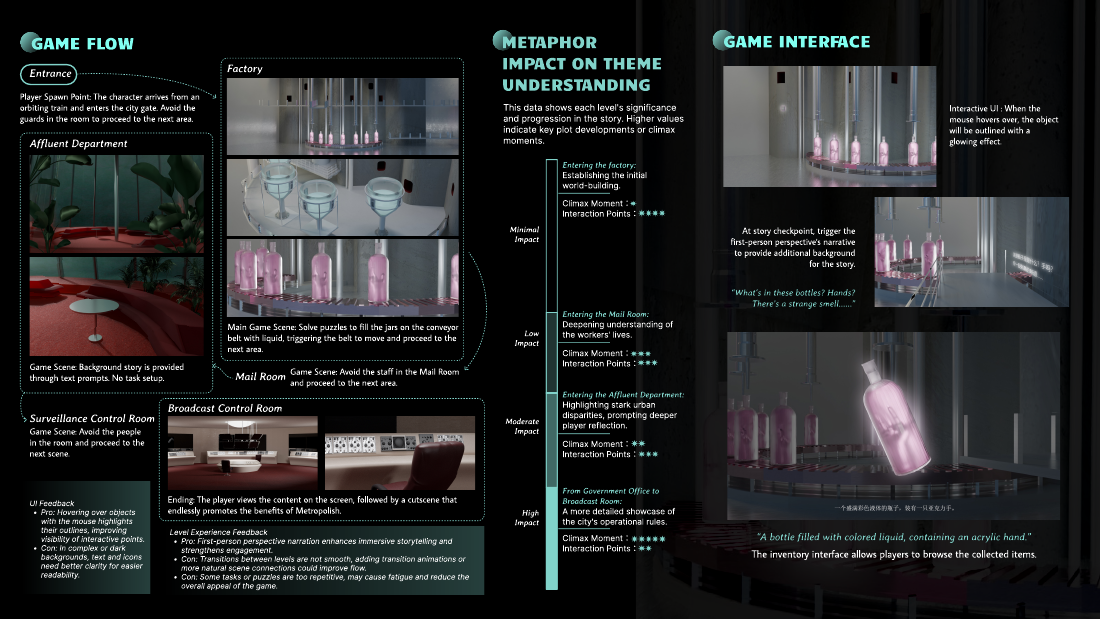 GAME FLOW
Entrance
Player Spawn Point: The character arrives from an
orbiting train and enters the city gate. Avoid the
guards in the room to proceed to the next area.
Affluent Department
Game Scene: Background story is provided
through text prompts. No task setup.
Factory
Main Game Scene: Solve puzzles to fill the jars on the conveyor
belt with liquid, triggering the belt to move and proceed to the
next area.
Mail Room
Game Scene: Avoid the staff in the Mail Room
and proceed to the next area.
Surveillance Control Room
Game Scene: Avoid the people
in the room and proceed to the
next scene.
Broadcast Control Room
Ending: The player views the content on the screen, followed by a cutscene that
endlessly promotes the benefits of Metropolish.
UI Feedback
• Pro: Hovering over objects
with the mouse highlights
their outlines, improving
visibility of interactive points.
• Con: In complex or dark
backgrounds, text and icons
need better clarity for easier
readability.
Level Experience Feedback
• Pro: First-person perspective narration enhances immersive storytelling and
strengthens engagement.
• Con: Transitions between levels are not smooth, adding transition animations or
more natural scene connections could improve flow.
• Con: Some tasks or puzzles are too repetitive, may cause fatigue and reduce the
overall appeal of the game.
METAPHOR
IMPACT ON THEME
UNDERSTANDING
This data shows each level's significance
and progression in the story. Higher values
indicate key plot developments or climax
moments.
Minimal
Impact
Entering the factory:
Establishing the initial
world-building.
Climax Moment : *
Interaction Points : ****
Low
Impact
Entering the Mail Room:
Deepening understanding of
the workers' lives.
Climax Moment : ***
Interaction Points : ***
Moderate
Impact
Entering the Affluent Department:
Highlighting stark urban
disparities, prompting deeper
player reflection.
Climax Moment : **
Interaction Points : ***
High
Impact
From Government Office to
Broadcast Room:
A more detailed showcase of
the city's operational rules.
Climax Moment : *****
Interaction Points : **
GAME INTERFACE
Interactive UI : When the
mouse hovers over, the object
will be outlined with a
glowing effect.
At story checkpoint, trigger the
first-person perspective's narrative
to provide additional background
for the story.
"What's in these bottles? Hands?
There's a strange smell......"
一个盛满彩色液体的瓶子，装有一只亚克力手。
"A bottle filled with colored liquid, containing an acrylic hand."
The inventory interface allows players to browse the collected items.